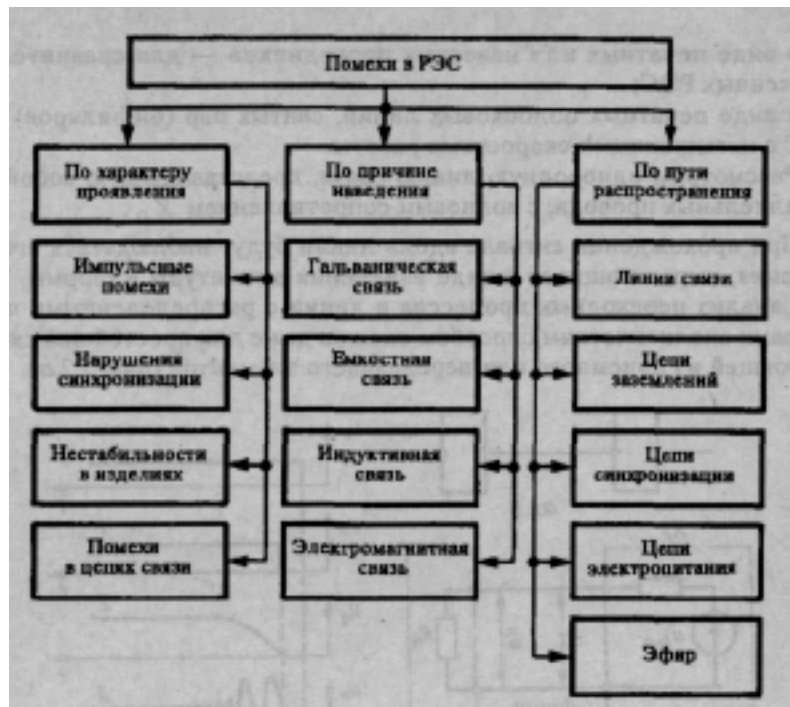 Помехи в РЭС
По характеру
проявления
По причине
наведения
По пути
распространения
Импульсные
помехи
Гальваническая
связь
Линии связи
Нарушения
синхронизации
Емкостная
связь
Цепи
заземлений
Нестабильности
в изделиях
Индуктивная
связь
Цепи
синхронизации
Помехи
в цепях связи
Электромагнитная
связь
Цепи
электропитания
Эфир